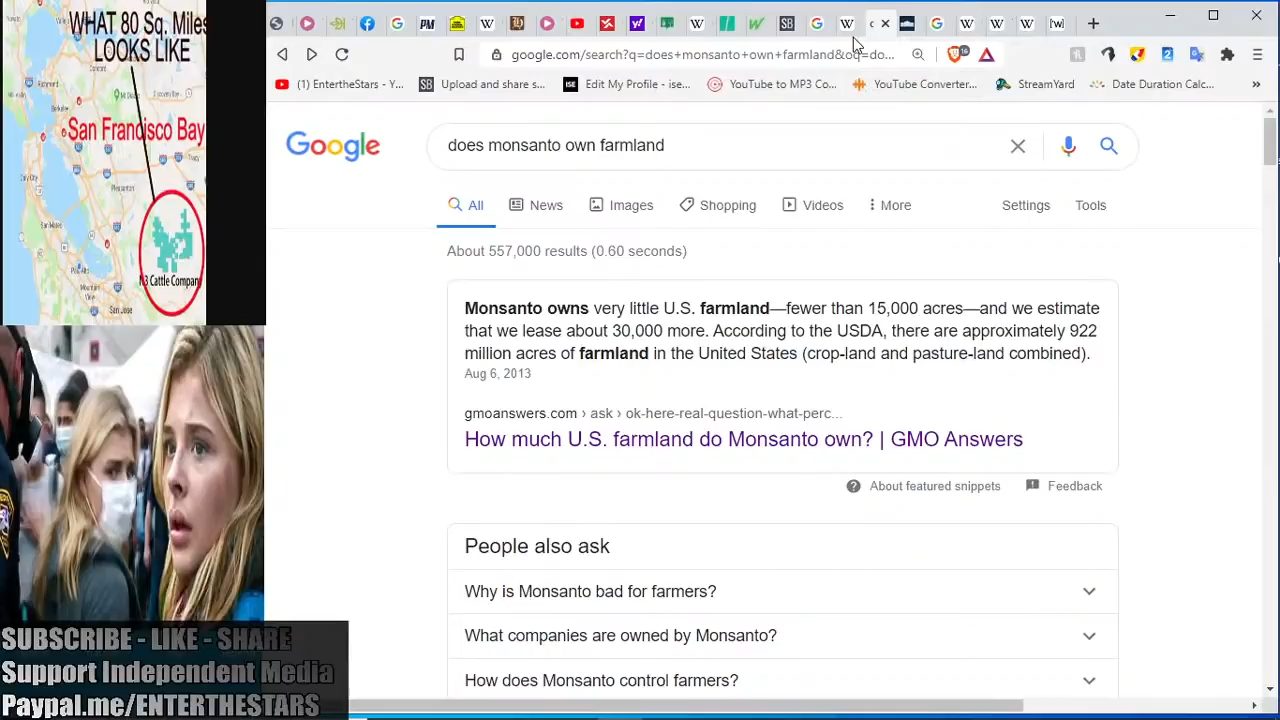 WHAT 80 Sq. Miles
LOOKS LIKE
San Francisco Bay
N3 Cattle Company
SUBSCRIBE - LIKE - SHARE
Support Independent Media
Paypal.me/ENTERTHESTARS
google.com/search?q=does+monsanto+own+farmland&oq=do...
(1) EntertheStars - Y...
Upload and share s...
Edit My Profile - ise...
YouTube to MP3 Co...
YouTube Converter...
StreamYard
Date Duration Calc...
Google
does monsanto own farmland
All
News
Images
Shopping
Videos
More
Settings
Tools
About 557,000 results (0.60 seconds)
Monsanto owns very little U.S. farmland—fewer than 15,000 acres—and we estimate
that we lease about 30,000 more. According to the USDA, there are approximately 922
million acres of farmland in the United States (crop-land and pasture-land combined).
Aug 6, 2013
gmoanswers.com › ask › ok-here-real-question-what-perc...
How much U.S. farmland do Monsanto own? | GMO Answers
About featured snippets
Feedback
People also ask
Why is Monsanto bad for farmers?
What companies are owned by Monsanto?
How does Monsanto control farmers?